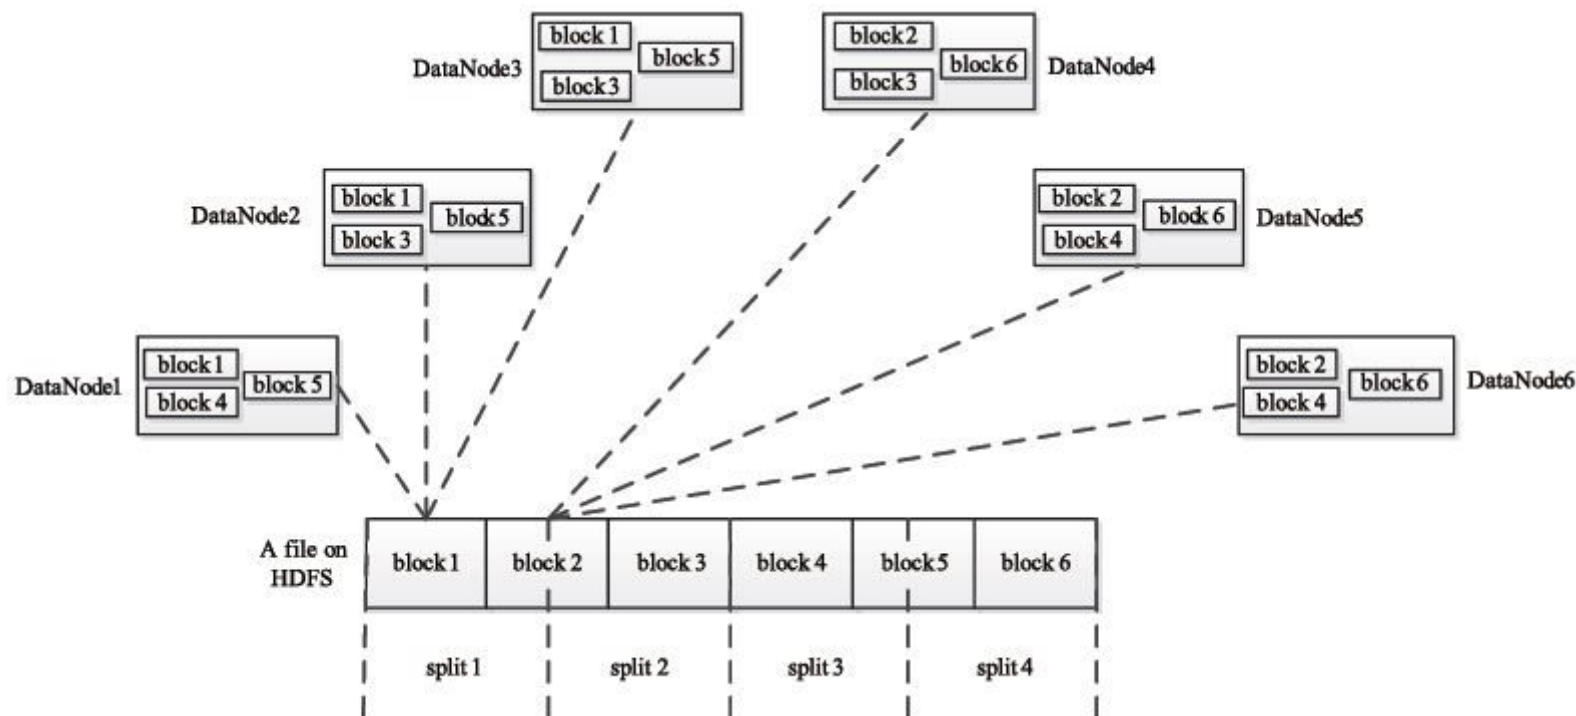 block 1
block 5
block 3
DataNode3
block 2
block 6
block 3
DataNode4
block 1
block 5
block 3
DataNode2
block 2
block 6
block 4
DataNode5
block 1
block 5
block 4
DataNode1
block 2
block 6
block 4
DataNode6
A file on
HDFS
block 1
block 2
block 3
block 4
block 5
block 6
split 1
split 2
split 3
split 4